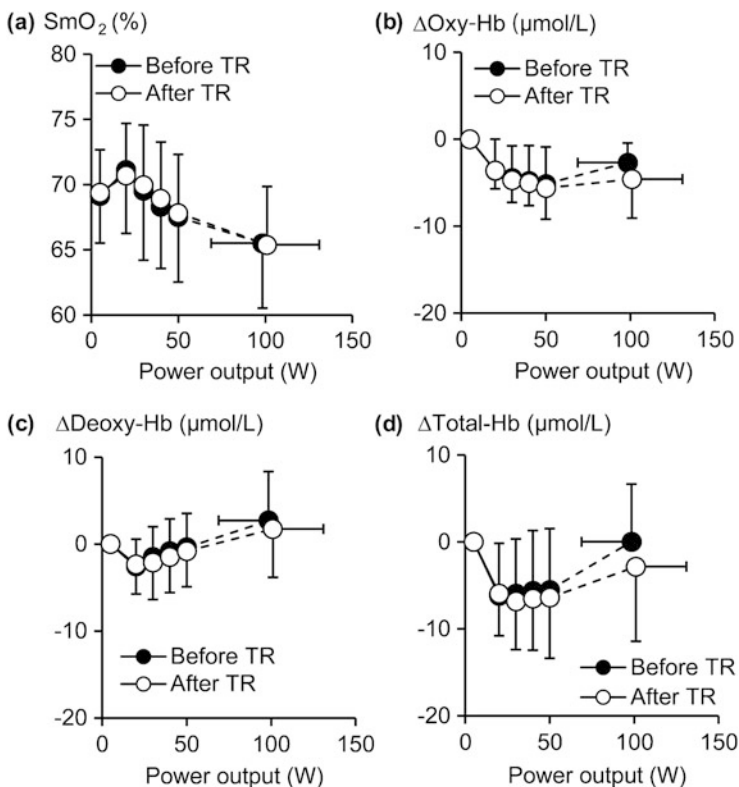 (a) SmO₂ (%)
Before TR
After TR
80
75
70
65
60
0 50 100 150
Power output (W)
(b) ΔOxy-Hb (μmol/L)
Before TR
After TR
10
0
-10
-20
0 50 100 150
Power output (W)
(c) ΔDeoxy-Hb (μmol/L)
10
0
-10
-20
Before TR
After TR
0 50 100 150
Power output (W)
(d) ΔTotal-Hb (μmol/L)
10
0
-10
-20
Before TR
After TR
0 50 100 150
Power output (W)